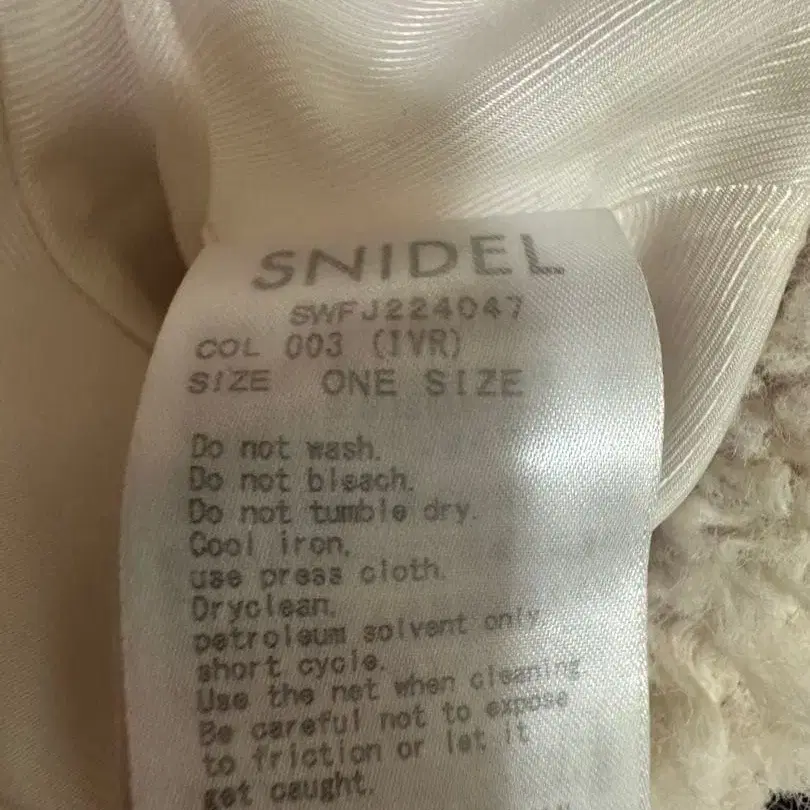 SNIDEL
SWFJ224047
COL 003 (IVR)
SIZE ONE SIZE
Do not wash.
Do not bleach.
Do not tumble dry.
Cool iron.
use press cloth.
Dryclean.
petroleum solvent only
short cycle.
Use the net when cleaning
Be careful not to expose
to friction or let it
get caught.